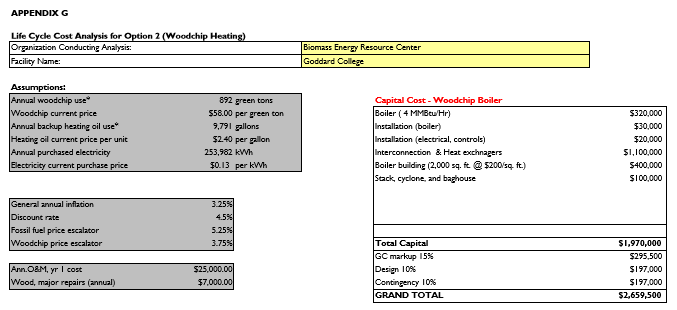 APPENDIX G
Life Cycle Cost Analysis for Option 2 (Woodchip Heating)
Organization Conducting Analysis: Biomass Energy Resource Center
Facility Name: Goddard College
Assumptions:
Annual woodchip use* 892 green tons
Woodchip current price $58.00 per green ton
Annual backup heating oil use* 9,791 gallons
Heating oil current price per unit $2.40 per gallon
Annual purchased electricity 253,982 kWh
Electricity current purchase price $0.13 per kWh
General annual inflation 3.25%
Discount rate 4.5%
Fossil fuel price escalator 5.25%
Woodchip price escalator 3.75%
Ann.O&M, yr 1 cost $25,000.00
Wood, major repairs (annual) $7,000.00
Capital Cost - Woodchip Boiler
Boiler ( 4 MMBtu/Hr) $320,000
Installation (boiler) $30,000
Installation (electrical, controls) $20,000
Interconnection & Heat exchnagers $1,100,000
Boiler building (2,000 sq. ft. @ $200/sq. ft.) $400,000
Stack, cyclone, and baghouse $100,000
Total Capital $1,970,000
GC markup 15% $295,500
Design 10% $197,000
Contingency 10% $197,000
GRAND TOTAL $2,659,500